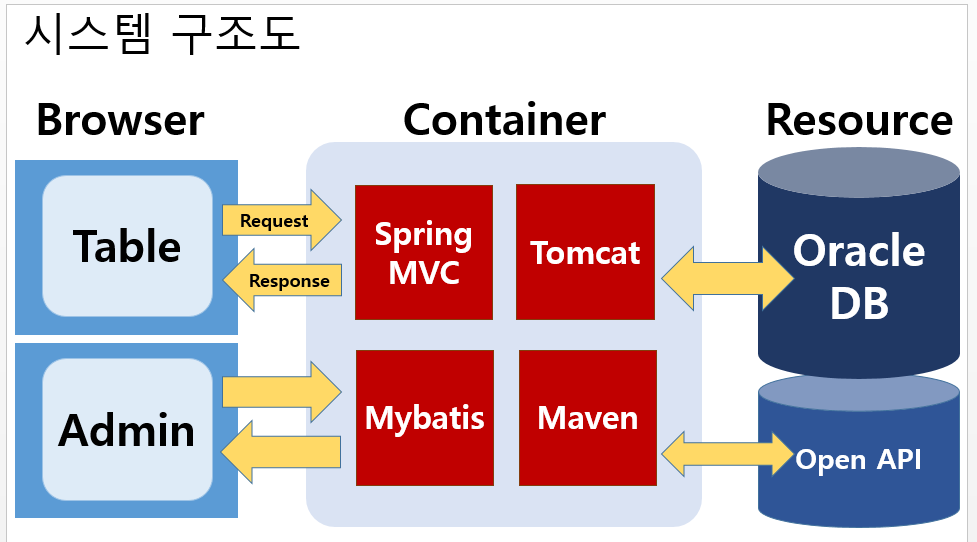 시스템 구조도
Browser
Container
Resource
Table
Request
Response
Spring
MVC
Tomcat
Oracle
DB
Admin
Mybatis
Maven
Open API